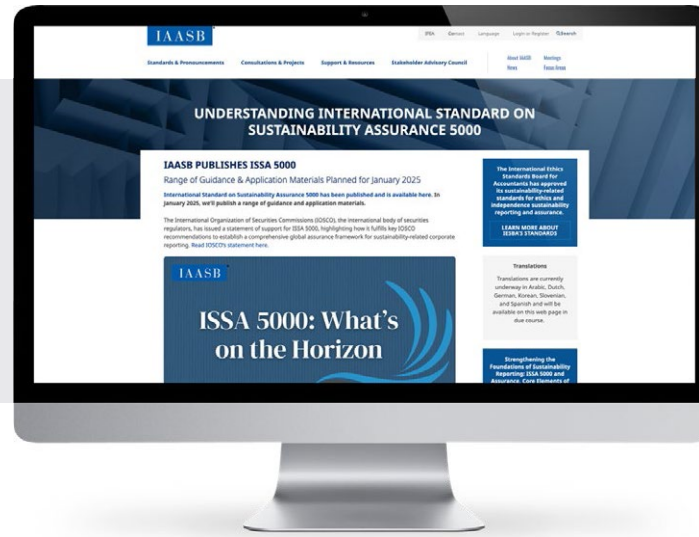 IAASB
IFEA Contact Language Login or Register Search
Standards & Pronouncements Consultations & Projects Support & Resources Stakeholder Advisory Council
About IAASB Meetings
News Focus Areas
UNDERSTANDING INTERNATIONAL STANDARD ON
SUSTAINABILITY ASSURANCE 5000
IAASB PUBLISHES ISSA 5000
Range of Guidance & Application Materials Planned for January 2025
International Standard on Sustainability Assurance 5000 has been published and is available here. In
January 2025, we'll publish a range of guidance and application materials.
The International Organization of Securities Commissions (IOSCO), the international body of securities
regulators, has issued a statement of support for ISSA 5000, highlighting how it fulfills key IOSCO
recommendations to establish a comprehensive global assurance framework for sustainability-related corporate
reporting. Read IOSCO's statement here.
IAASB
ISSA 5000: What's
on the Horizon
The International Ethics
Standards Board for
Accountants has approved
its sustainability-related
standards for ethics and
independence sustainability
reporting and assurance.
LEARN MORE ABOUT
IESBA'S STANDARDS
Translations
Translations are currently
underway in Arabic, Dutch,
German, Korean, Slovenian,
and Spanish and will be
available on this web page in
due course.
Strengthening the
Foundations of Sustainability
Reporting: ISSA 5000 and
Assurance. Core Elements of